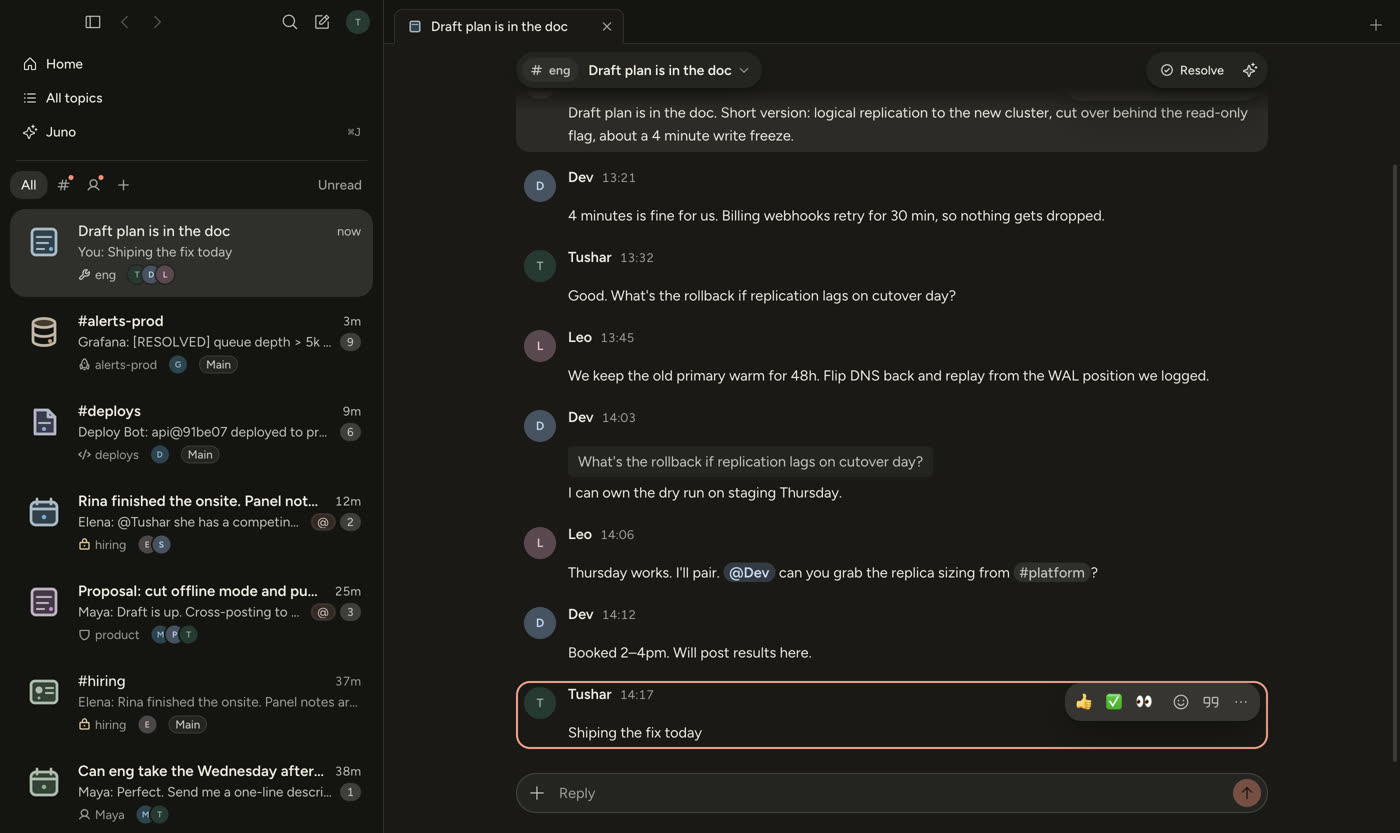 T
Home
All topics
Juno ⌘J
All # + Unread
Draft plan is in the doc now
You: Shiping the fix today
eng T D L
#alerts-prod 3m
Grafana: [RESOLVED] queue depth > 5k ... 9
alerts-prod G Main
#deploys 9m
Deploy Bot: api@91be07 deployed to pr... 6
deploys D Main
Rina finished the onsite. Panel not... 12m
Elena: @Tushar she has a competin... @ 2
hiring E S
Proposal: cut offline mode and pu... 25m
Maya: Draft is up. Cross-posting to ... @ 3
product M P T
#hiring 37m
Elena: Rina finished the onsite. Panel notes ar...
hiring E Main
Can eng take the Wednesday after... 38m
Maya: Perfect. Send me a one-line descri... 1
Maya M T
Draft plan is in the doc
# eng Draft plan is in the doc
Resolve
Draft plan is in the doc. Short version: logical replication to the new cluster, cut over behind the read-only
flag, about a 4 minute write freeze.
D Dev 13:21
4 minutes is fine for us. Billing webhooks retry for 30 min, so nothing gets dropped.
T Tushar 13:32
Good. What's the rollback if replication lags on cutover day?
L Leo 13:45
We keep the old primary warm for 48h. Flip DNS back and replay from the WAL position we logged.
D Dev 14:03
What's the rollback if replication lags on cutover day?
I can own the dry run on staging Thursday.
L Leo 14:06
Thursday works. I'll pair. @Dev can you grab the replica sizing from #platform ?
D Dev 14:12
Booked 2–4pm. Will post results here.
T Tushar 14:17
Shiping the fix today
Reply